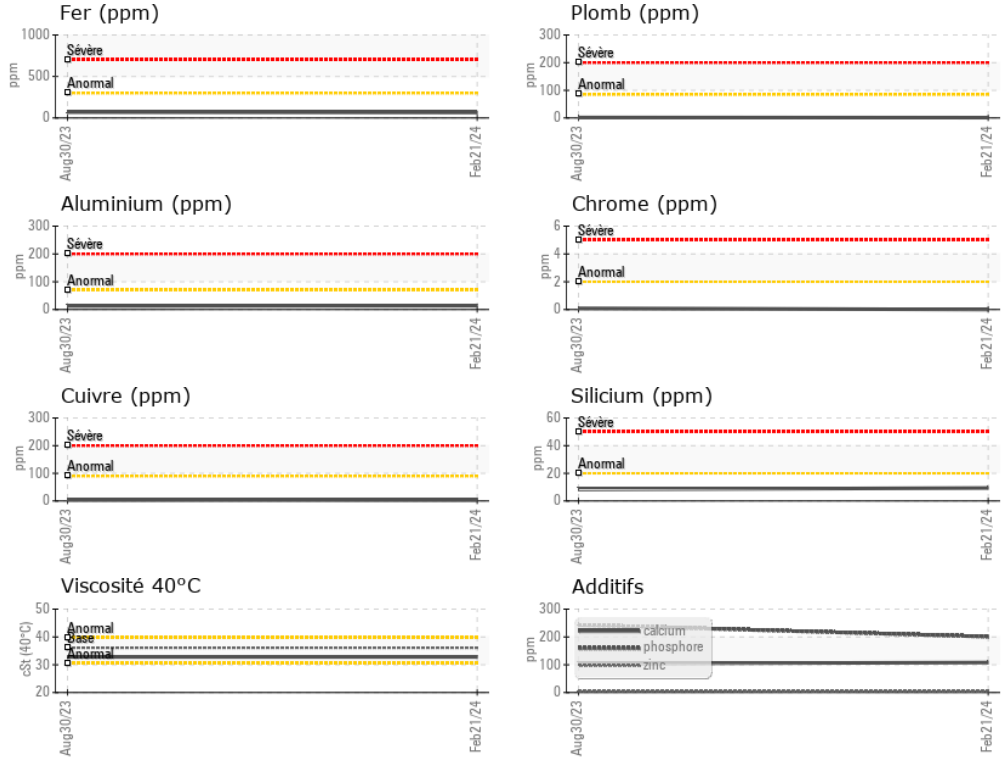 Fer (ppm)
1000
500
0
ppm
Sévère
Anormal
Aug30/23
Feb21/24
Plomb (ppm)
300
200
100
0
ppm
Sévère
Anormal
Aug30/23
Feb21/24
Aluminium (ppm)
300
200
100
0
ppm
Sévère
Anormal
Aug30/23
Feb21/24
Chrome (ppm)
6
4
2
0
ppm
Sévère
Anormal
Aug30/23
Feb21/24
Cuivre (ppm)
300
200
100
0
ppm
Sévère
Anormal
Aug30/23
Feb21/24
Silicium (ppm)
60
40
20
0
ppm
Sévère
Anormal
Aug30/23
Feb21/24
Viscosité 40°C
50
40
30
20
cSt (40°C)
Anormal
Base
Anormal
Aug30/23
Feb21/24
Additifs
300
200
100
0
ppm
calcium
phosphore
zinc
Aug30/23
Feb21/24